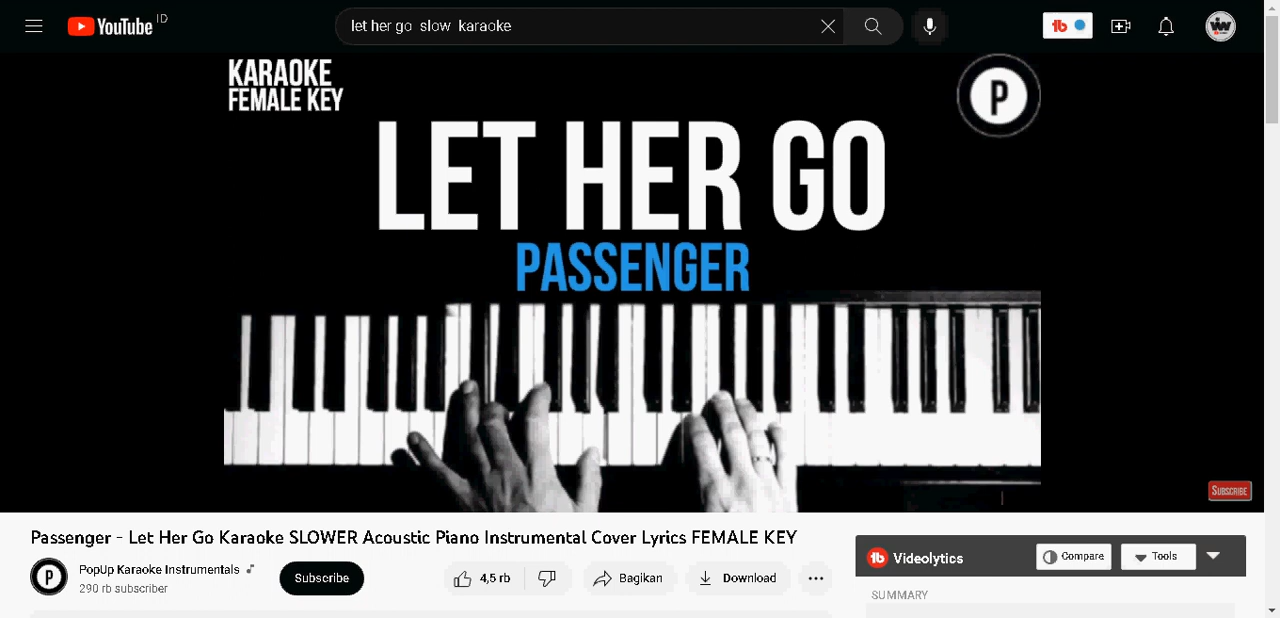 YouTube ID
let her go slow karaoke
KARAOKE
FEMALE KEY
P
LET HER GO
PASSENGER
SUBSCRIBE
Passenger - Let Her Go Karaoke SLOWER Acoustic Piano Instrumental Cover Lyrics FEMALE KEY
P
PopUp Karaoke Instrumentals
290 rb subscriber
Subscribe
4,5 rb
Bagikan
Download
tb Videolytics
Compare
Tools
SUMMARY